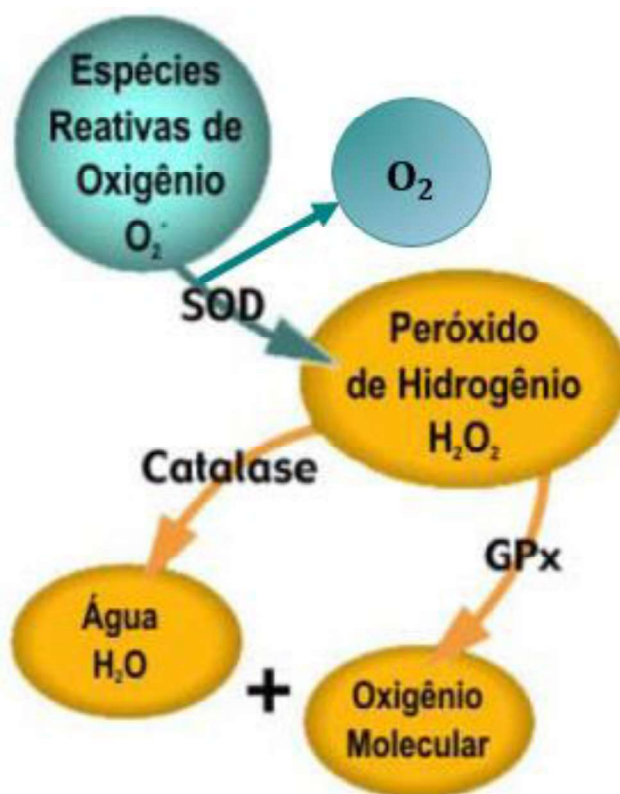 Espécies
Reativas de
Oxigênio
O₂⁻
O₂
SOD
Peróxido
de Hidrogênio
H₂O₂
Catalase
GPx
Água
H₂O
+
Oxigênio
Molecular